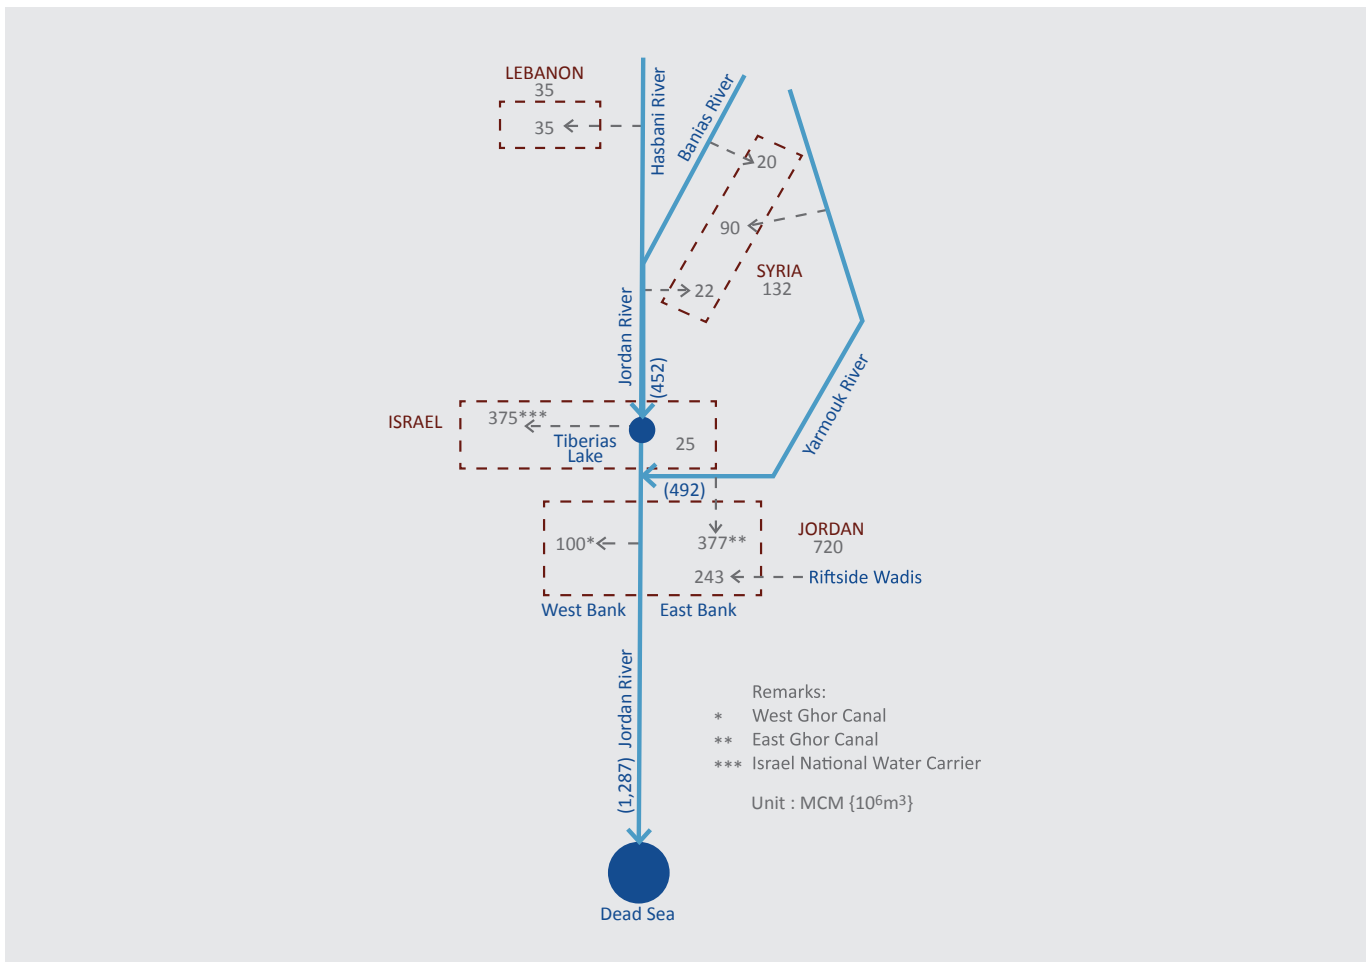 LEBANON
35
35
Hasbani River
Banias River
20
90
SYRIA
132
22
Jordan River
(452)
ISRAEL
375***
Tiberias
Lake
25
Yarmouk River
(492)
JORDAN
720
100*
377**
243
Riftside Wadis
West Bank
East Bank
Jordan River
(1,287)
Remarks:
* West Ghor Canal
** East Ghor Canal
*** Israel National Water Carrier
Unit : MCM {10⁶m³}
Dead Sea